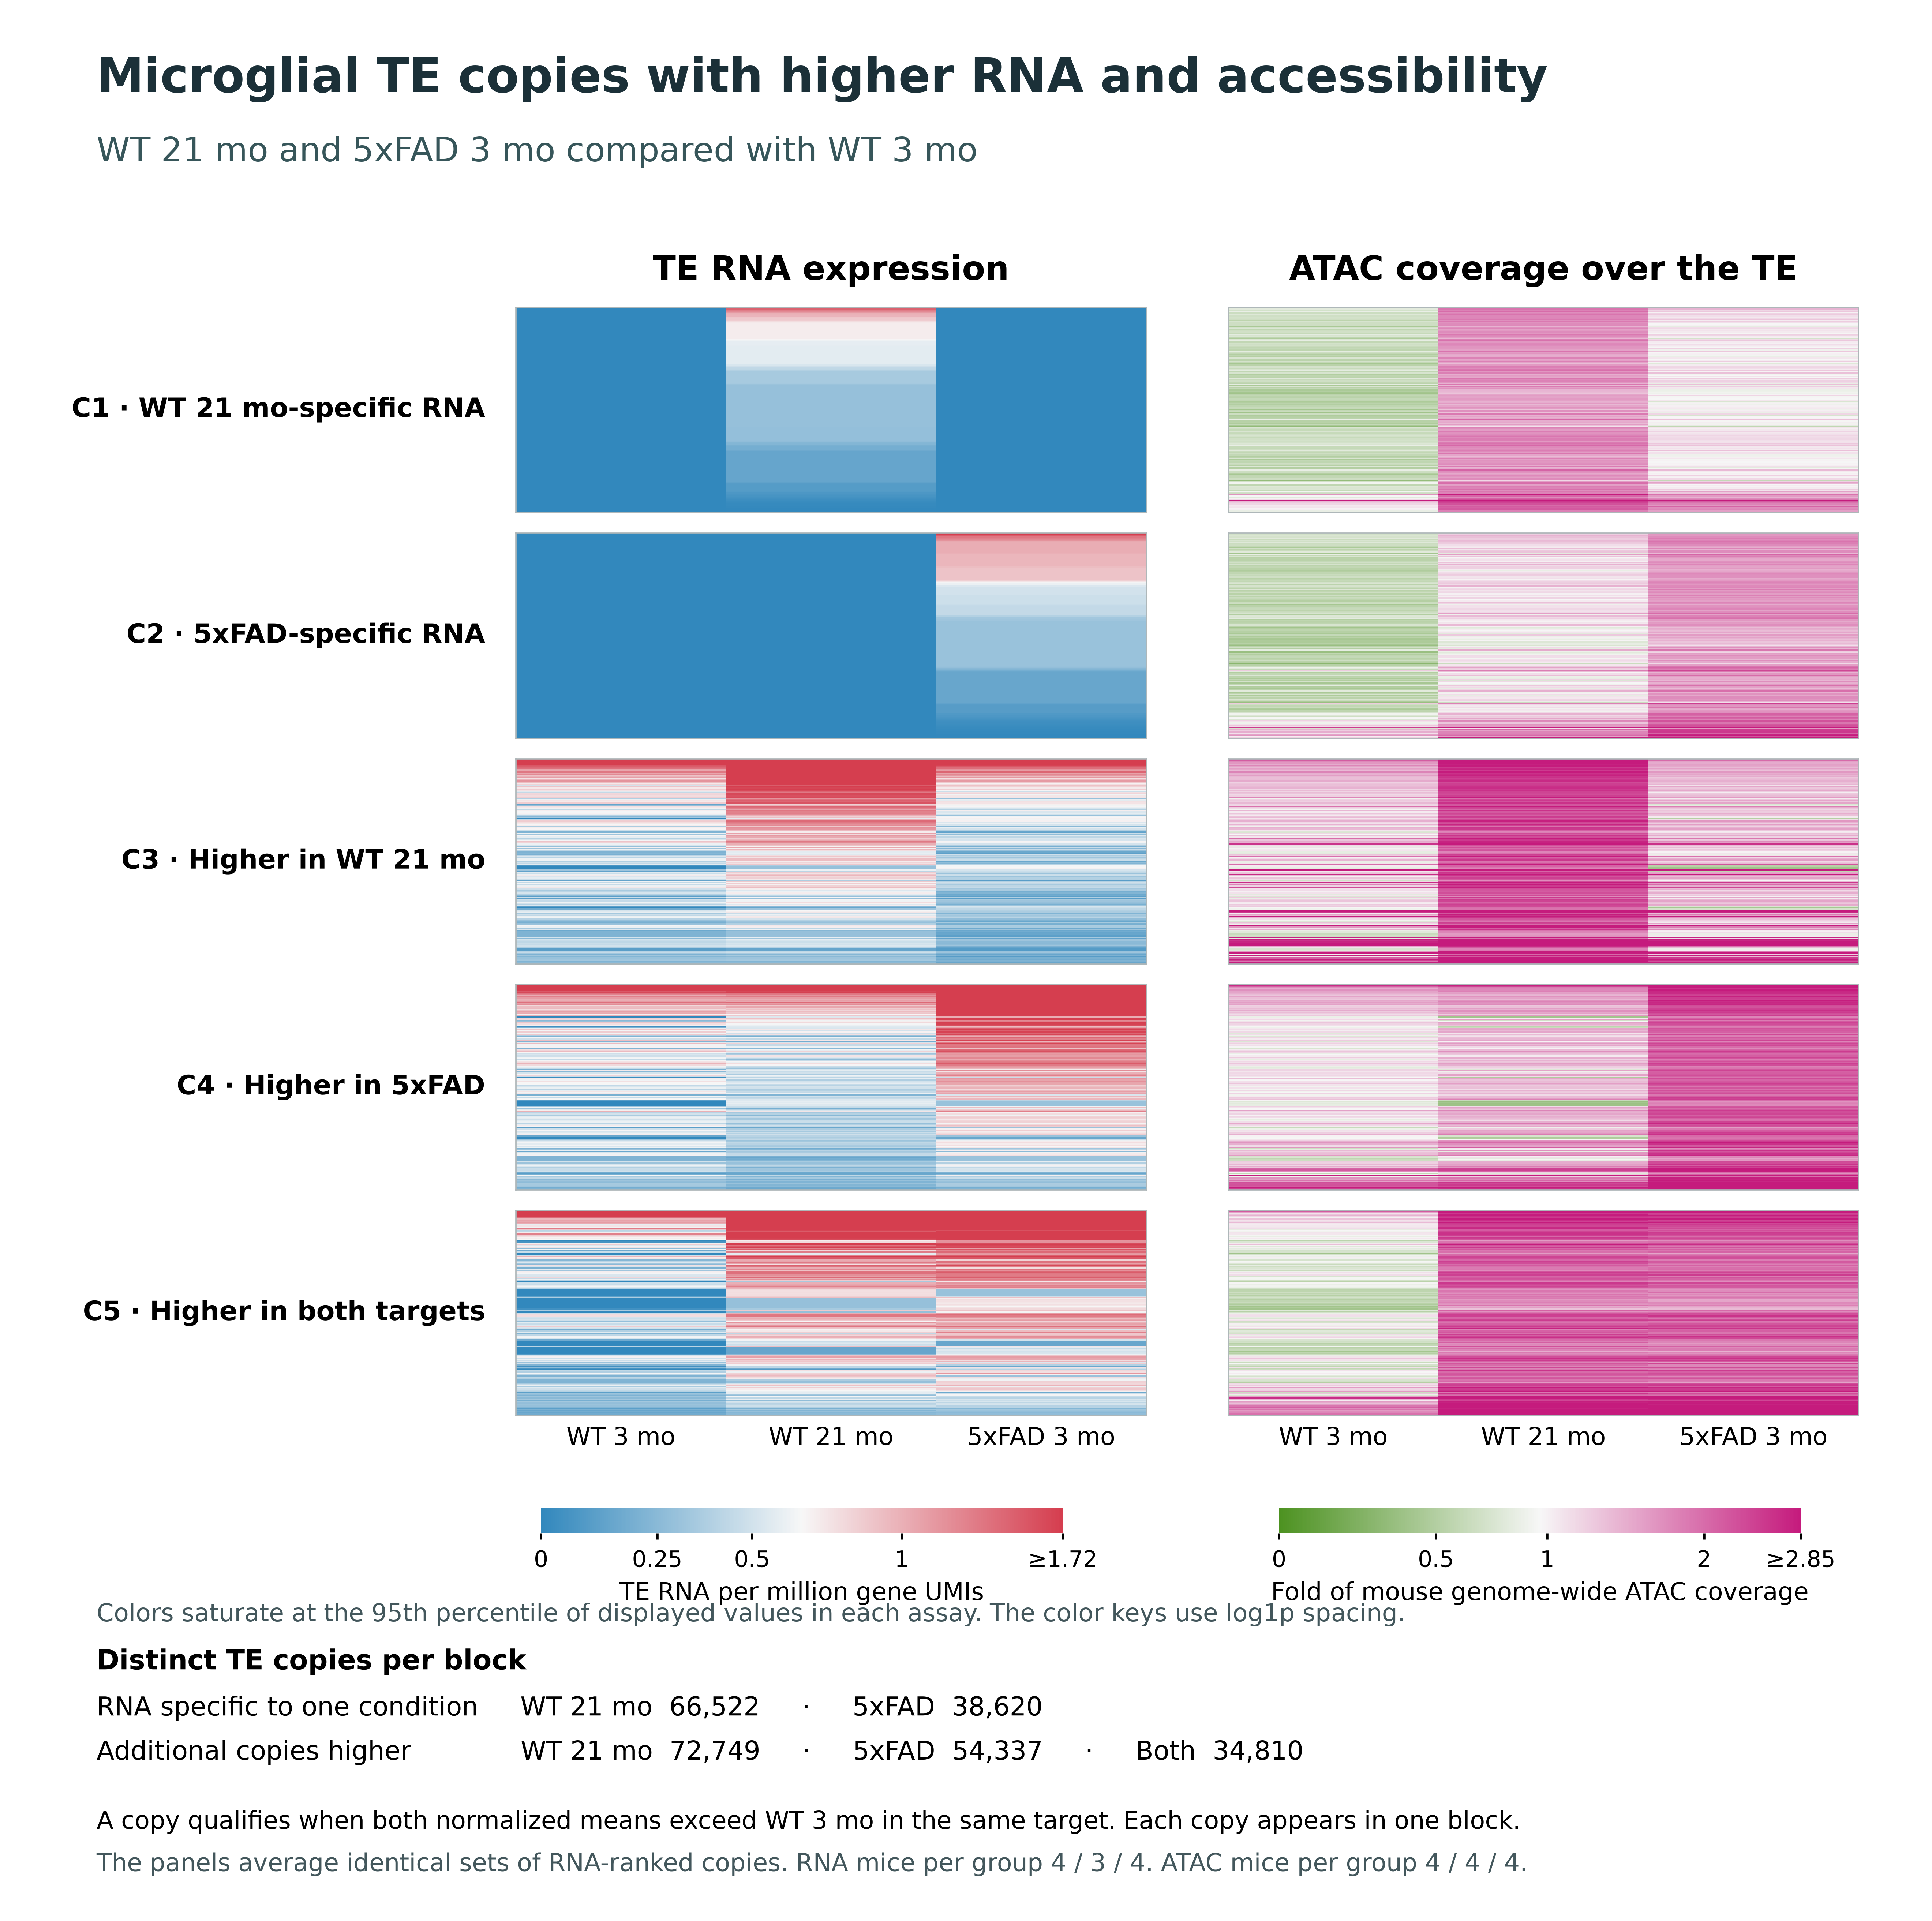 Microglial TE copies with higher RNA and accessibility
WT 21 mo and 5xFAD 3 mo compared with WT 3 mo
TE RNA expression
ATAC coverage over the TE
C1 · WT 21 mo-specific RNA
C2 · 5xFAD-specific RNA
C3 · Higher in WT 21 mo
C4 · Higher in 5xFAD
C5 · Higher in both targets
WT 3 mo WT 21 mo 5xFAD 3 mo
WT 3 mo WT 21 mo 5xFAD 3 mo
0 0.25 0.5 1 ≥1.72
TE RNA per million gene UMIs
0 0.5 1 2 ≥2.85
Fold of mouse genome-wide ATAC coverage
Colors saturate at the 95th percentile of displayed values in each assay. The color keys use log1p spacing.
Distinct TE copies per block
RNA specific to one condition WT 21 mo 66,522 · 5xFAD 38,620
Additional copies higher WT 21 mo 72,749 · 5xFAD 54,337 · Both 34,810
A copy qualifies when both normalized means exceed WT 3 mo in the same target. Each copy appears in one block.
The panels average identical sets of RNA-ranked copies. RNA mice per group 4 / 3 / 4. ATAC mice per group 4 / 4 / 4.